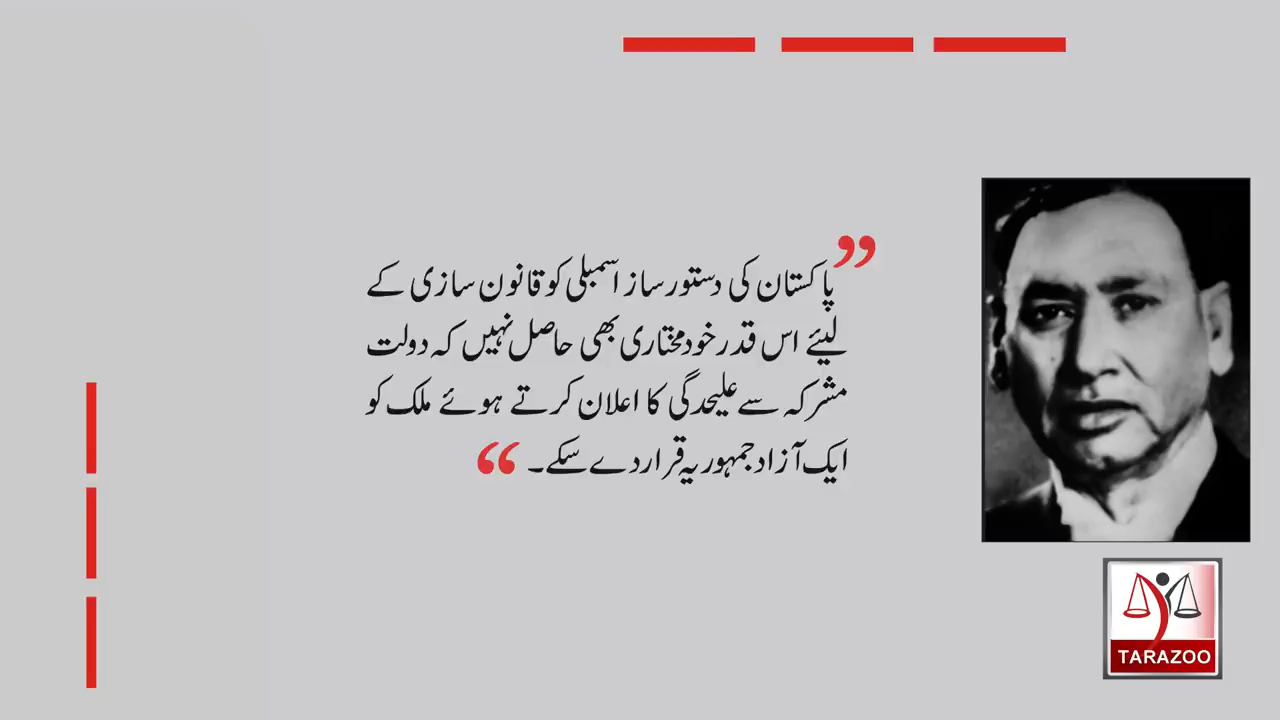 ”پاکستان کی دستور ساز اسمبلی کو قانون سازی کے
لیئے اس قدر خودمختاری بھی حاصل نہیں کہ دولت
مشرکہ سے علیحدگی کا اعلان کرتے ہوئے ملک کو
ایک آزاد جمہوریہ قرار دے سکے۔“
TARAZOO